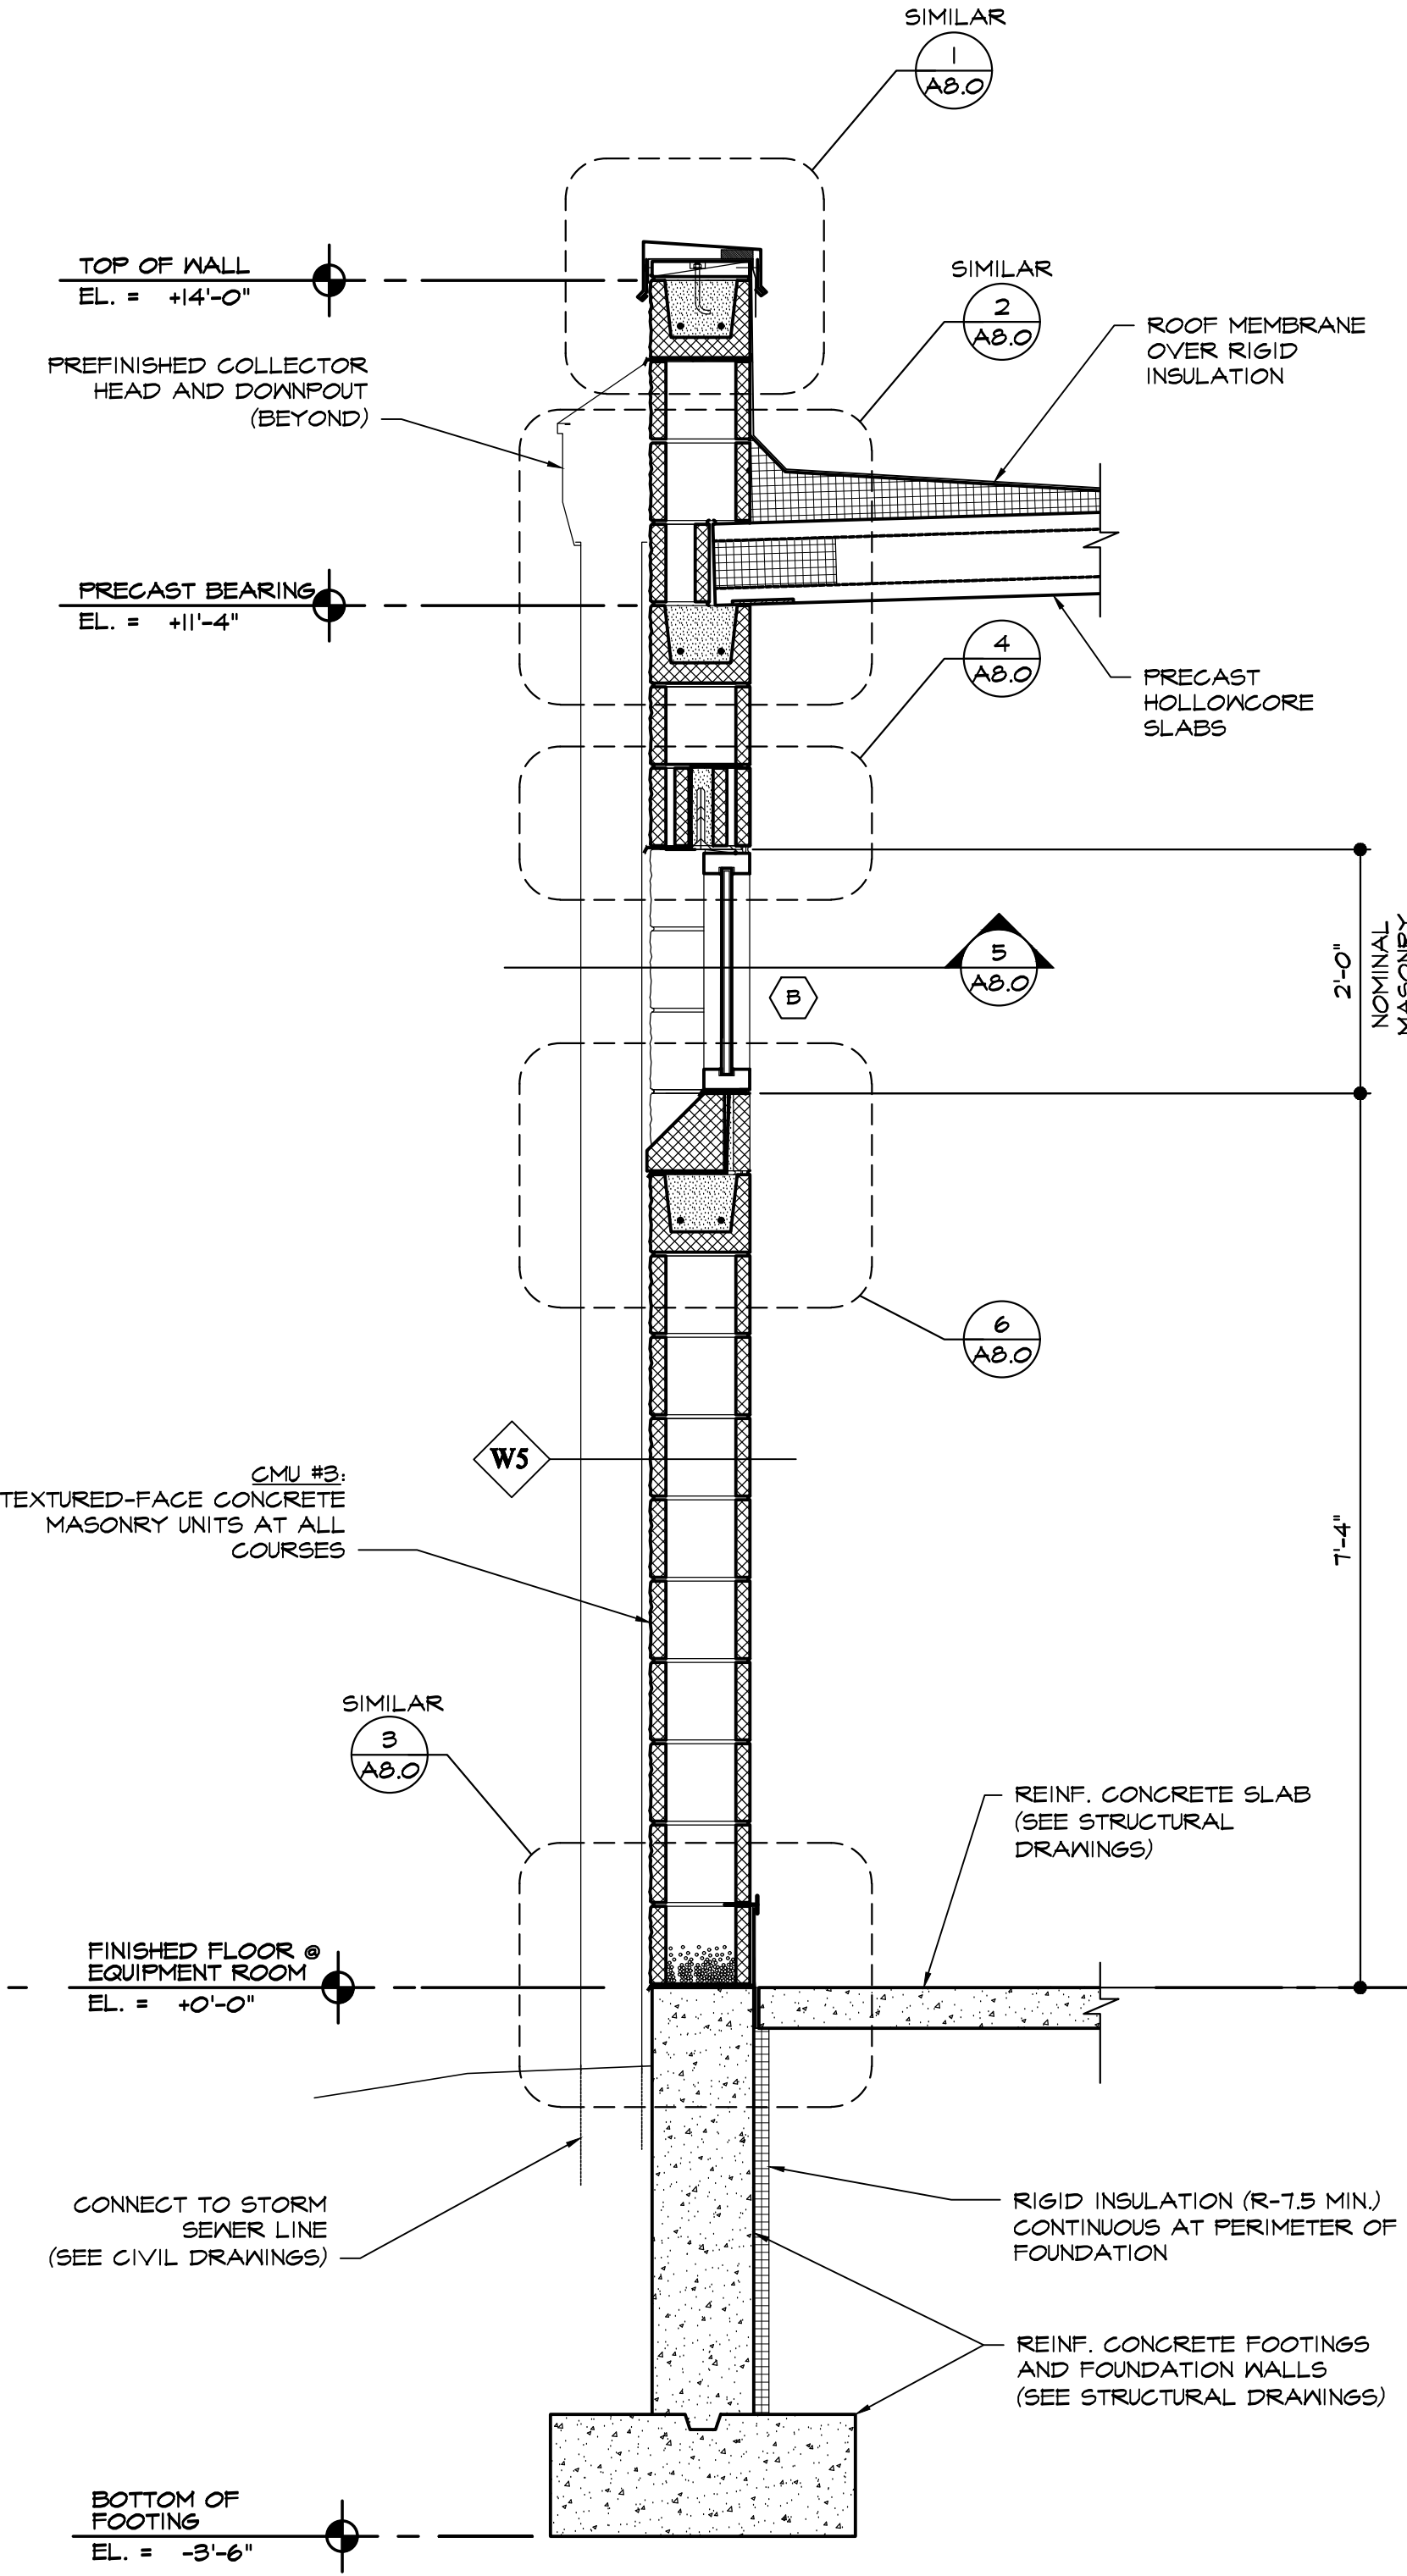 SIMILAR
1
A8.0
TOP OF WALL
EL. = +14'-0"
SIMILAR
2
A8.0
ROOF MEMBRANE
OVER RIGID
INSULATION
PREFINISHED COLLECTOR
HEAD AND DOWNPOUT
(BEYOND)
PRECAST BEARING
EL. = +11'-4"
4
A8.0
PRECAST
HOLLOWCORE
SLABS
5
A8.0
B
2'-0"
NOMINAL
MASONRY
6
A8.0
W5
CMU #3:
TEXTURED-FACE CONCRETE
MASONRY UNITS AT ALL
COURSES
7'-4"
SIMILAR
3
A8.0
REINF. CONCRETE SLAB
(SEE STRUCTURAL
DRAWINGS)
FINISHED FLOOR @
EQUIPMENT ROOM
EL. = +0'-0"
CONNECT TO STORM
SEWER LINE
(SEE CIVIL DRAWINGS)
RIGID INSULATION (R-7.5 MIN.)
CONTINUOUS AT PERIMETER OF
FOUNDATION
REINF. CONCRETE FOOTINGS
AND FOUNDATION WALLS
(SEE STRUCTURAL DRAWINGS)
BOTTOM OF
FOOTING
EL. = -3'-6"